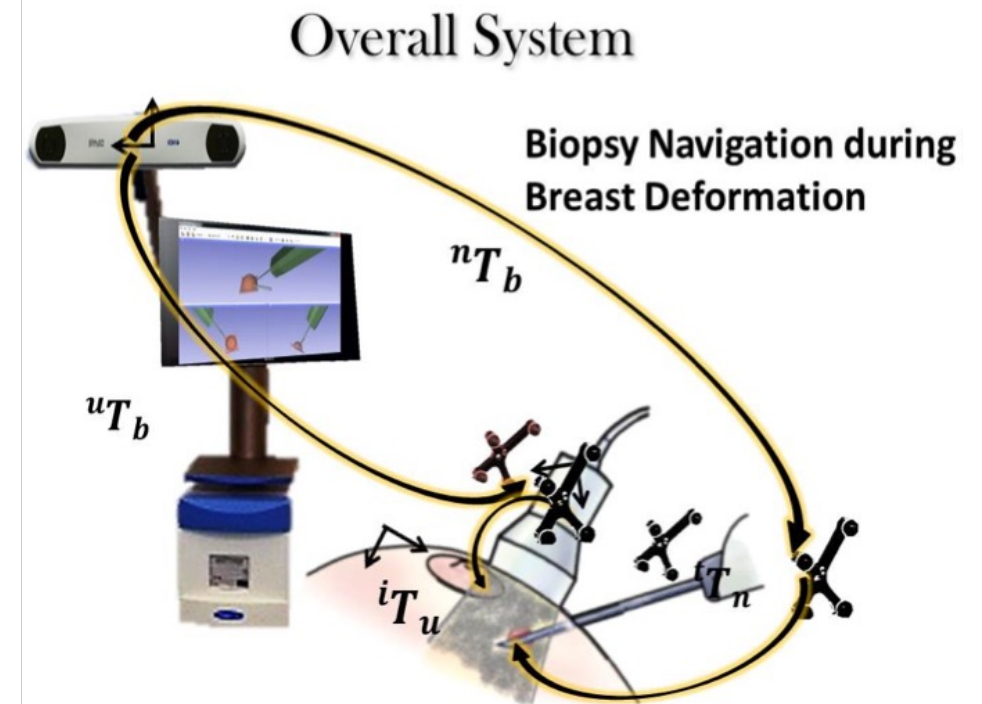 Overall System
Biopsy Navigation during
Breast Deformation
ⁿT_b
ᵘT_b
ⁱT_u
ᵗT_n